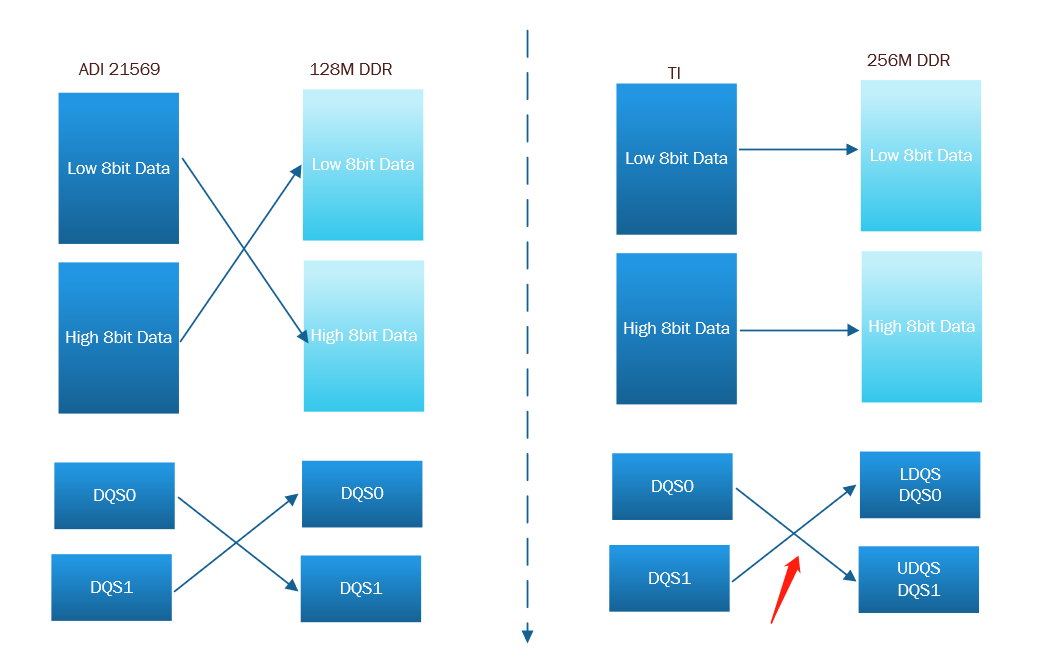 ADI 21569
128M DDR
Low 8bit Data
Low 8bit Data
High 8bit Data
High 8bit Data
DQS0
DQS0
DQS1
DQS1
TI
256M DDR
Low 8bit Data
Low 8bit Data
High 8bit Data
High 8bit Data
DQS0
LDQS
DQS0
DQS1
UDQS
DQS1